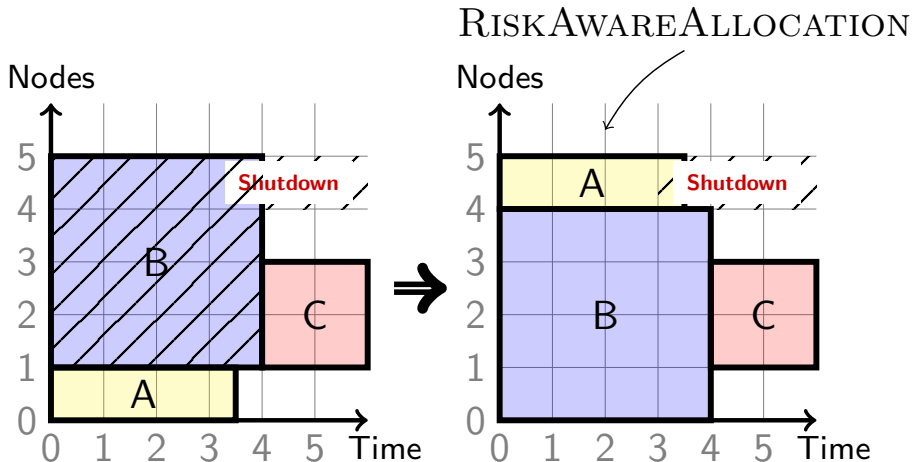 RISKAWAREALLOCATION
Nodes
5
4
3
2
1
0
Shutdown
B
C
A
0 1 2 3 4 5 Time
Nodes
5
4
3
2
1
0
A
Shutdown
B
C
0 1 2 3 4 5 Time